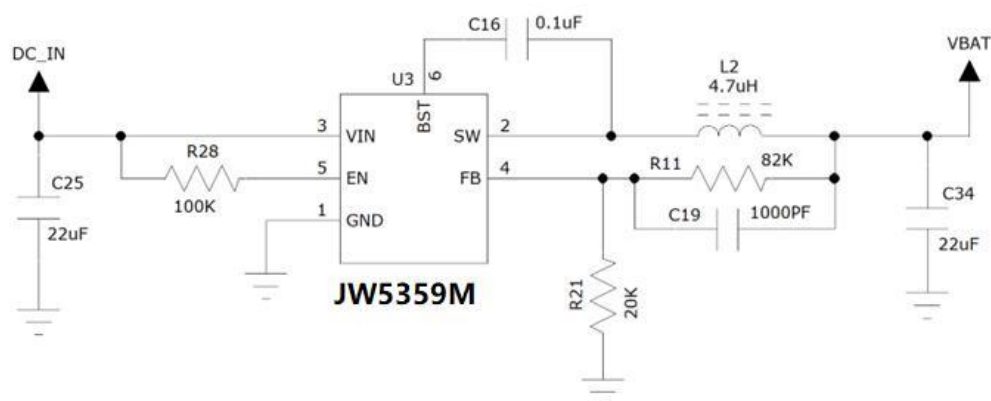 C16
0.1uF
DC_IN
VBAT
U3
6
L2
4.7uH
BST
3
VIN
SW
2
R28
R11
82K
5
EN
FB
4
C25
100K
C34
C19
1000PF
1
GND
22uF
22uF
R21
20K
JW5359M